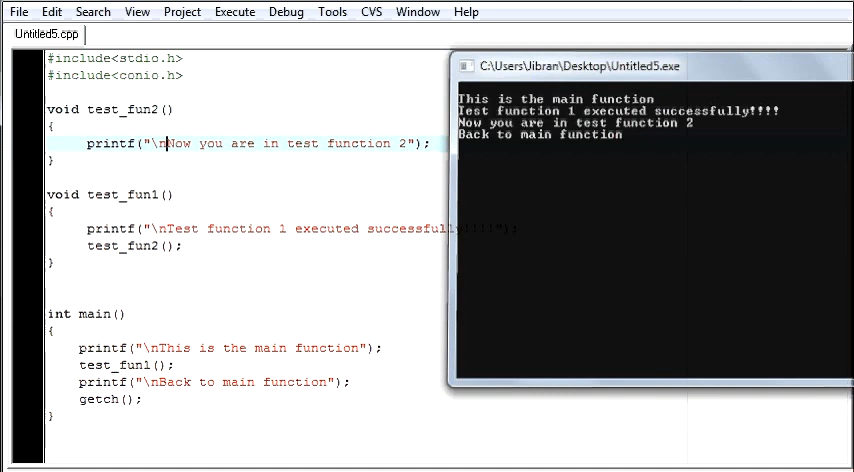 File Edit Search View Project Execute Debug Tools CVS Window Help
Untitled5.cpp
#include<stdio.h>
#include<conio.h>
void test_fun2()
{
printf("\nNow you are in test function 2");
}
void test_fun1()
{
printf("\nTest function 1 executed successfully!!!!");
test_fun2();
}
int main()
{
printf("\nThis is the main function");
test_fun1();
printf("\nBack to main function");
getch();
}
C:\Users\Jibran\Desktop\Untitled5.exe
This is the main function
Test function 1 executed successfully!!!!
Now you are in test function 2
Back to main function